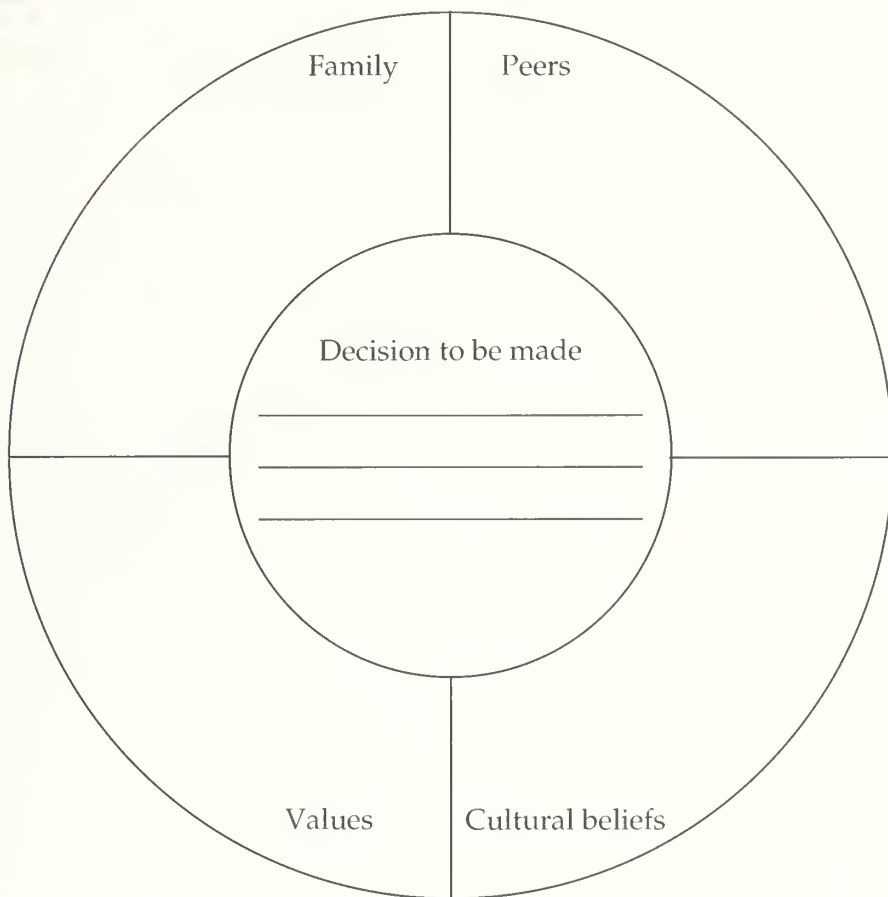 Family
Peers
Decision to be made
Values
Cultural beliefs